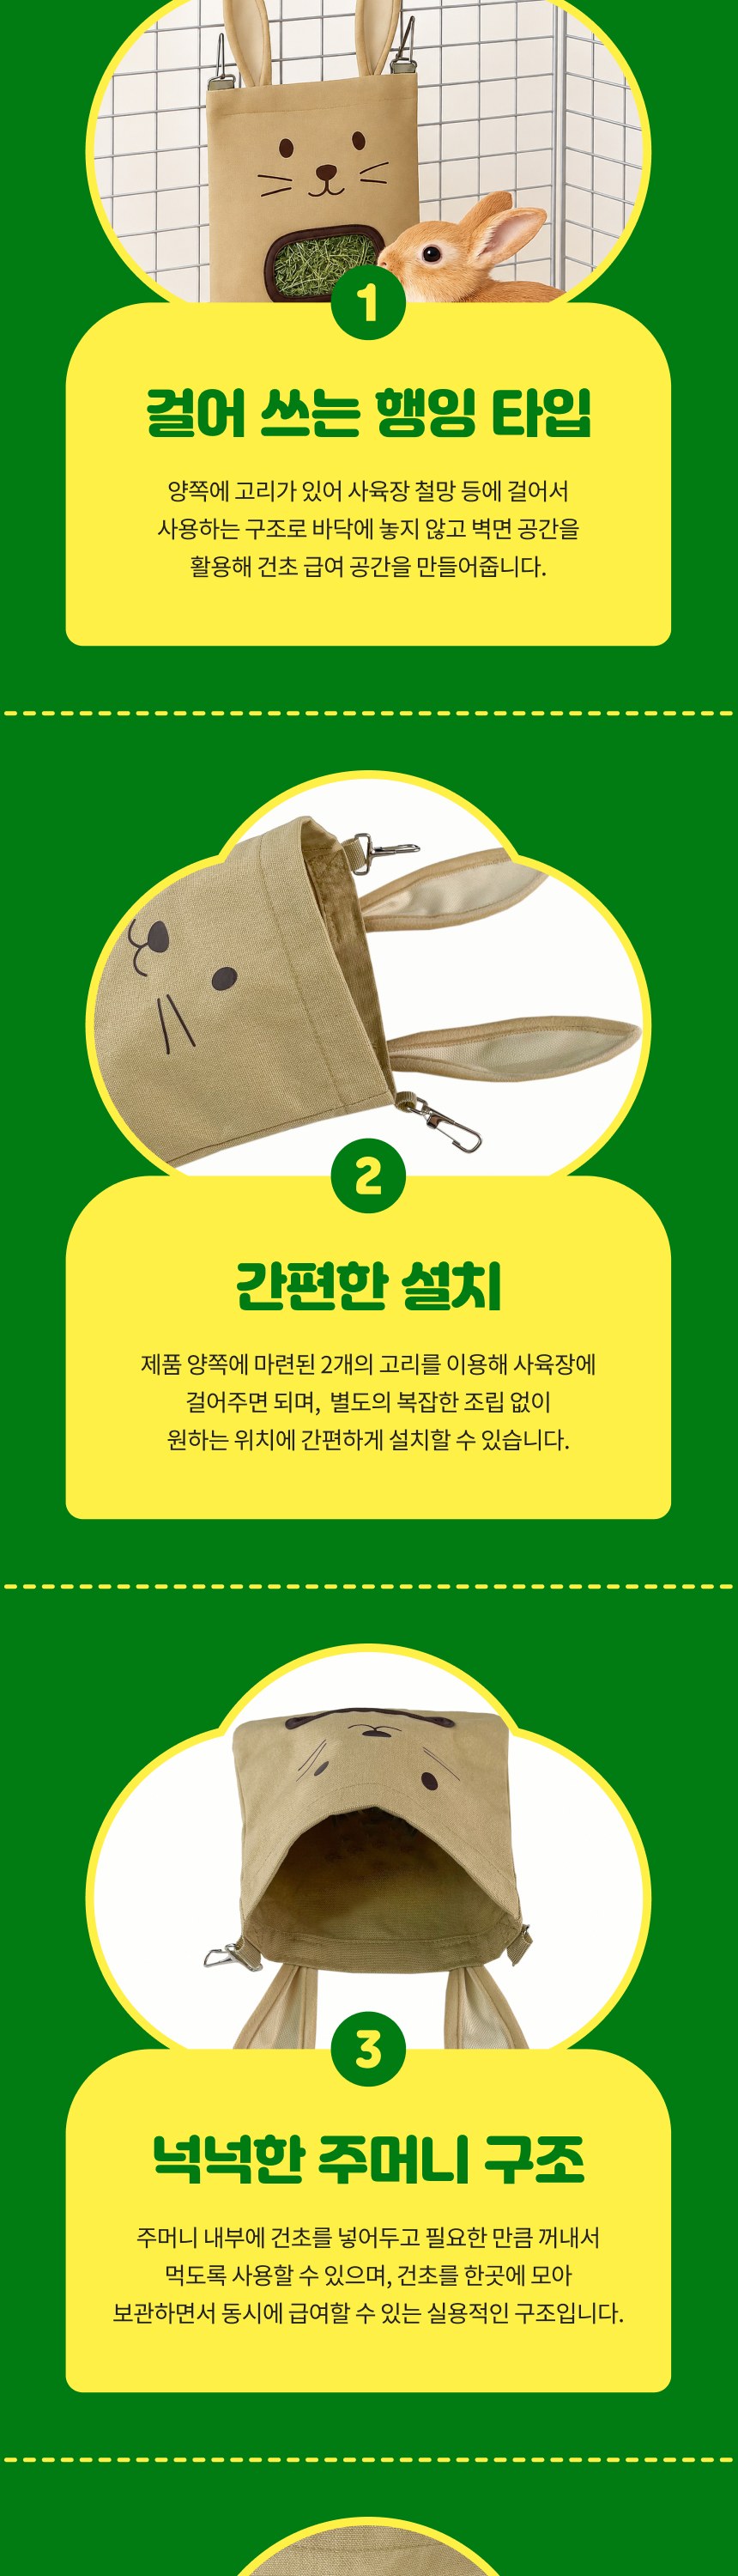 1
걸어 쓰는 행잉 타입
양쪽에 고리가 있어 사육장 철망 등에 걸어서
사용하는 구조로 바닥에 놓지 않고 벽면 공간을
활용해 건초 급여 공간을 만들어줍니다.
2
간편한 설치
제품 양쪽에 마련된 2개의 고리를 이용해 사육장에
걸어주면 되며, 별도의 복잡한 조립 없이
원하는 위치에 간편하게 설치할 수 있습니다.
3
넉넉한 주머니 구조
주머니 내부에 건초를 넣어두고 필요한 만큼 꺼내서
먹도록 사용할 수 있으며, 건초를 한곳에 모아
보관하면서 동시에 급여할 수 있는 실용적인 구조입니다.